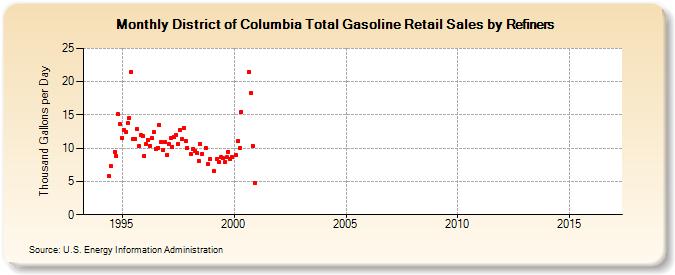 Monthly District of Columbia Total Gasoline Retail Sales by Refiners
Thousand Gallons per Day
25
20
15
10
5
0
1995 2000 2005 2010 2015
Source: U.S. Energy Information Administration